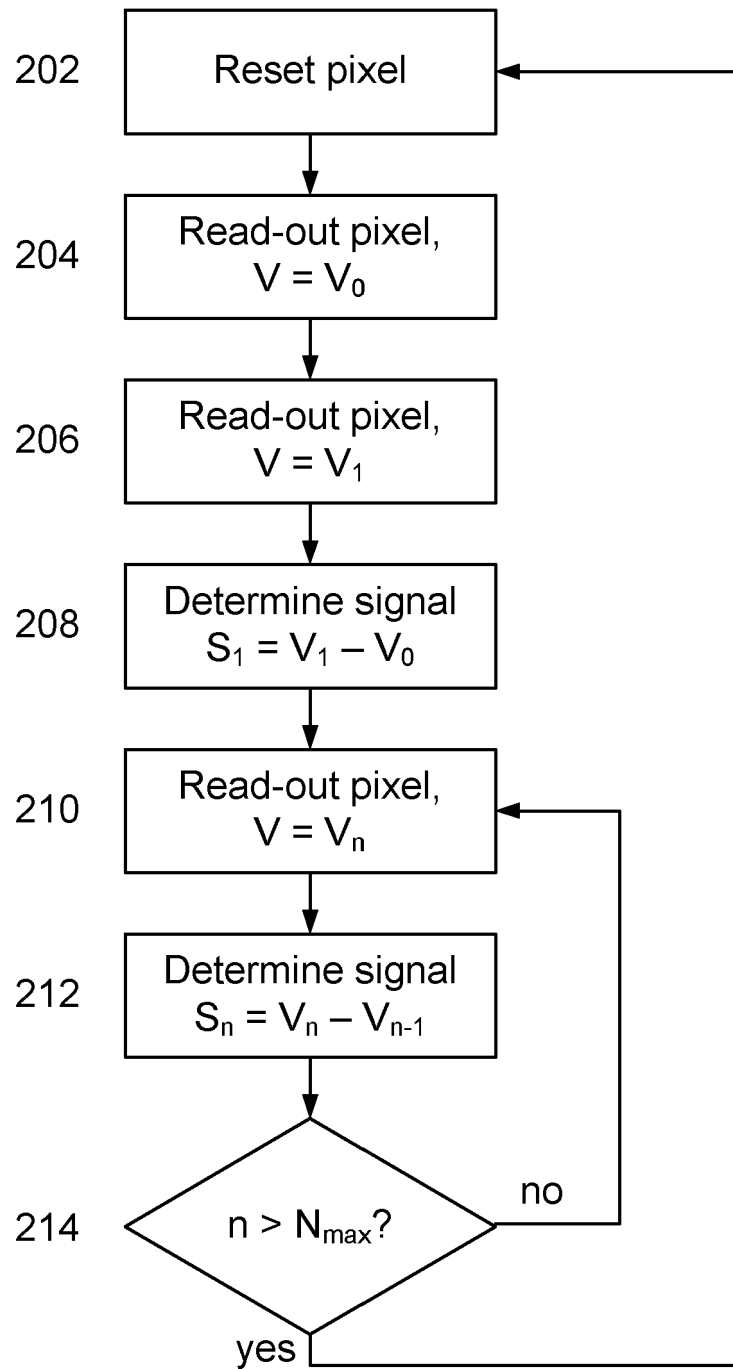 202
Reset pixel
204
Read-out pixel,
V = V₀
206
Read-out pixel,
V = V₁
208
Determine signal
S₁ = V₁ – V₀
210
Read-out pixel,
V = Vₙ
212
Determine signal
Sₙ = Vₙ – Vₙ₋₁
214
n > Nₘₐₓ?
no
yes